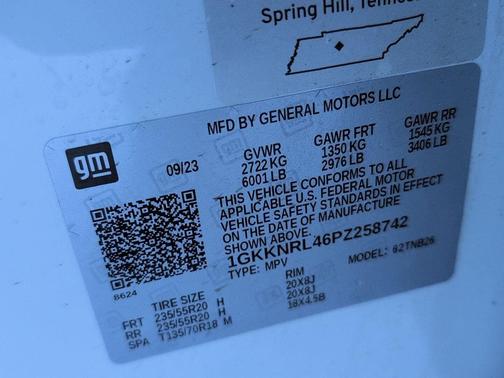 Spring Hill,
MFD BY GENERAL MOTORS LLC
gm
09/23
GVWR
2722 KG
6001 LB
GAWR FRT
1350 KG
2976 LB
GAWR RR
1545 KG
3406 LB
THIS VEHICLE CONFORMS TO ALL
APPLICABLE U.S. FEDERAL MOTOR
VEHICLE SAFETY STANDARDS IN EFFECT
ON THE DATE OF MANUFACTURE
SHOWN ABOVE.
1GKKNRL46PZ258742
TYPE: MPV MODEL: 62TNB26
8624
TIRE SIZE RIM
FRT 235/55R20 H 20X8J
RR 235/55R20 H 20X8J
SPA T135/70R18 M 18X4.5B